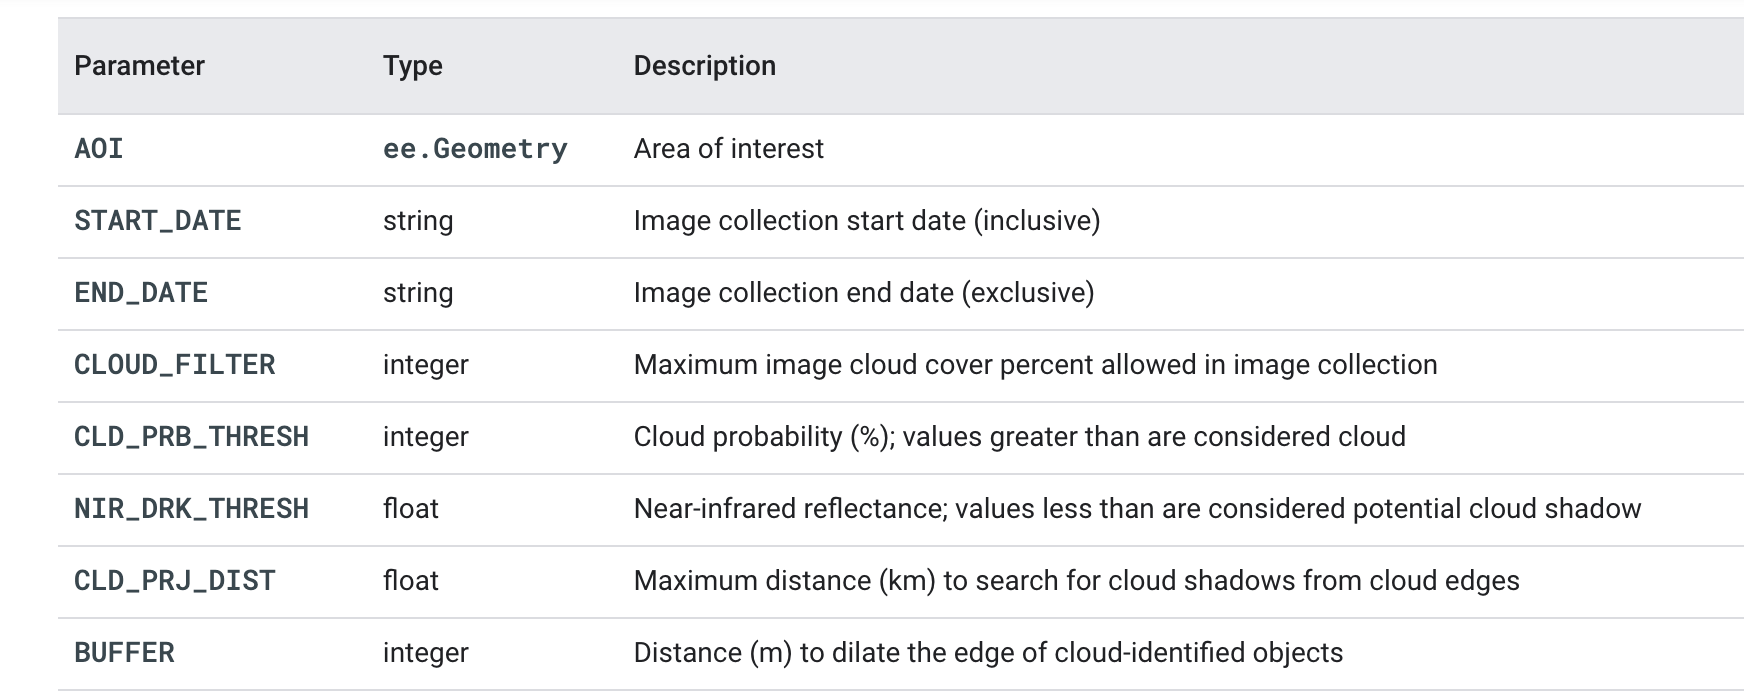 Parameter Type Description
AOI ee.Geometry Area of interest
START_DATE string Image collection start date (inclusive)
END_DATE string Image collection end date (exclusive)
CLOUD_FILTER integer Maximum image cloud cover percent allowed in image collection
CLD_PRB_THRESH integer Cloud probability (%); values greater than are considered cloud
NIR_DRK_THRESH float Near-infrared reflectance; values less than are considered potential cloud shadow
CLD_PRJ_DIST float Maximum distance (km) to search for cloud shadows from cloud edges
BUFFER integer Distance (m) to dilate the edge of cloud-identified objects